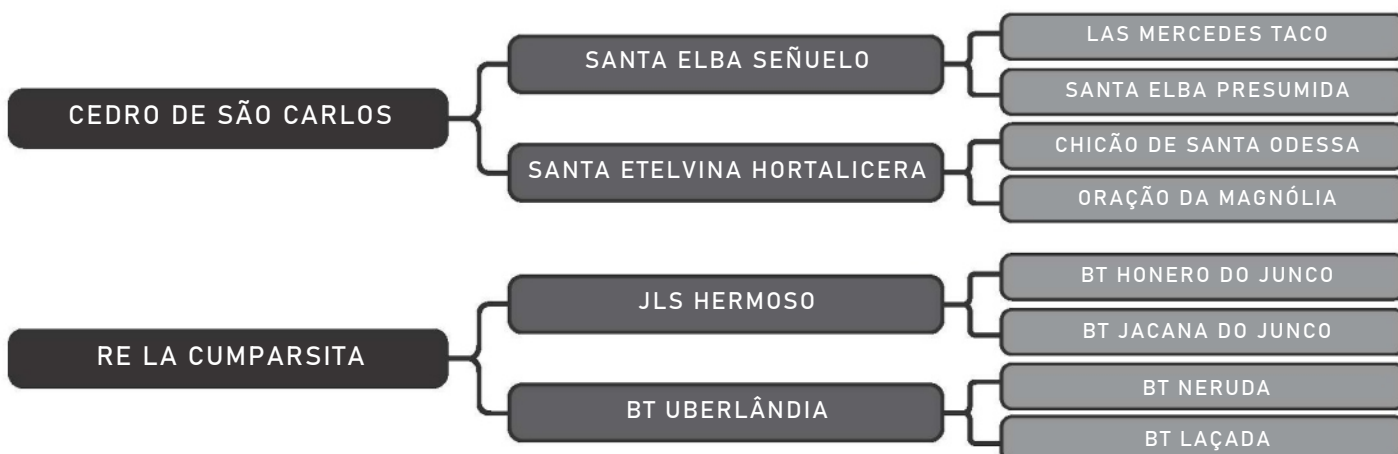 CEDRO DE SÃO CARLOS
SANTA ELBA SEÑUELO
LAS MERCEDES TACO
SANTA ELBA PRESUMIDA
SANTA ETELVINA HORTALICERA
CHICÃO DE SANTA ODESSA
ORAÇÃO DA MAGNÓLIA
RE LA CUMPARSITA
JLS HERMOSO
BT HONERO DO JUNCO
BT JACANA DO JUNCO
BT UBERLÂNDIA
BT NERUDA
BT LAÇADA